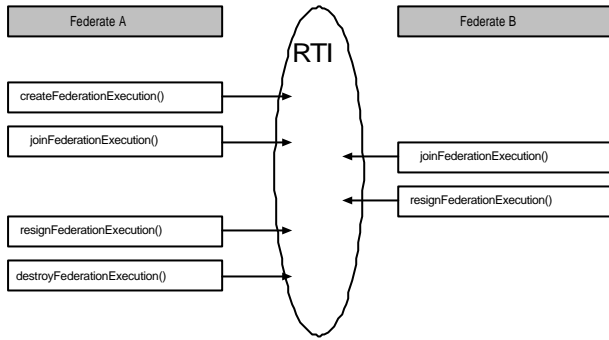 Federate A
Federate B
RTI
createFederationExecution()
joinFederationExecution()
joinFederationExecution()
resignFederationExecution()
resignFederationExecution()
destroyFederationExecution()